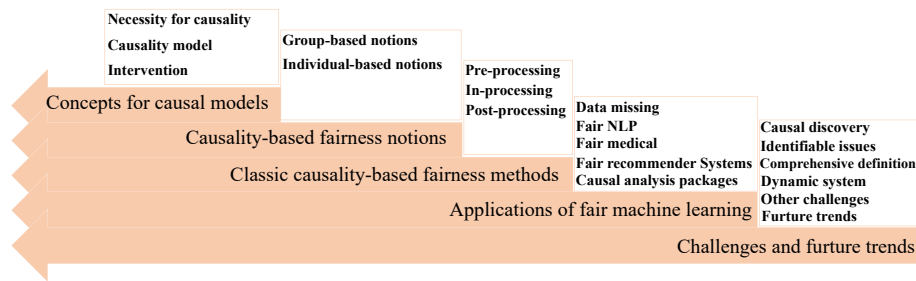 Necessity for causality
Causality model
Intervention
Concepts for causal models
Group-based notions
Individual-based notions
Causality-based fairness notions
Pre-processing
In-processing
Post-processing
Classic causality-based fairness methods
Data missing
Fair NLP
Fair medical
Fair recommender Systems
Causal analysis packages
Applications of fair machine learning
Causal discovery
Identifiable issues
Comprehensive definition
Dynamic system
Other challenges
Furture trends
Challenges and furture trends